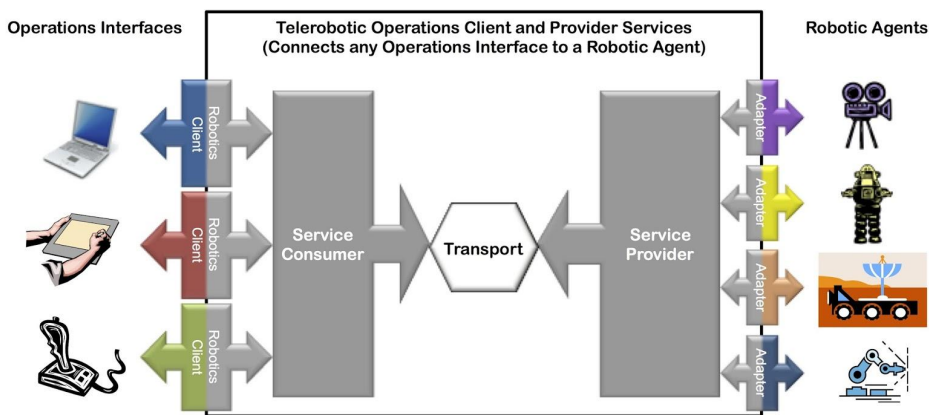 Operations Interfaces
Telerobotic Operations Client and Provider Services
(Connects any Operations Interface to a Robotic Agent)
Robotic Agents
Robotics
Client
Robotics
Client
Robotics
Client
Service
Consumer
Transport
Service
Provider
Adapter
Adapter
Adapter
Adapter